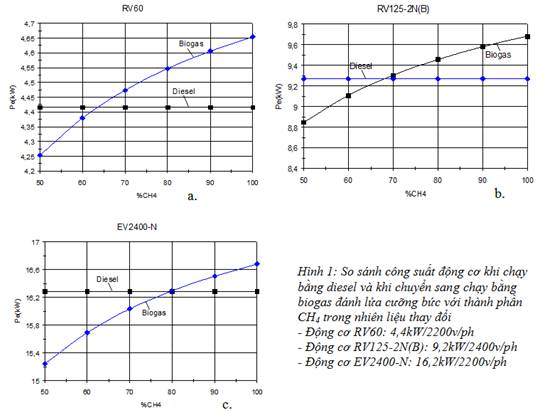 RV60
4,7
4,65
4,6
4,55
4,5
4,45
4,4
4,35
4,3
4,25
4,2
Pe(kW)
Biogas
Diesel
50 60 70 80 90 100
%CH4
a.
RV125-2N(B)
9,8
9,6
9,4
9,2
9
8,8
8,6
8,4
Pe(kW)
Diesel
Biogas
50 60 70 80 90 100
%CH4
b.
EV2400-N
17
16,6
16,2
15,8
15,4
15
Pe(kW)
Diesel
Biogas
50 60 70 80 90 100
%CH4
c.
Hình 1: So sánh công suất động cơ khi chạy
bằng diesel và khi chuyển sang chạy bằng
biogas đánh lửa cưỡng bức với thành phần
CH4 trong nhiên liệu thay đổi
- Động cơ RV60: 4,4kW/2200v/ph
- Động cơ RV125-2N(B): 9,2kW/2400v/ph
- Động cơ EV2400-N: 16,2kW/2200v/ph